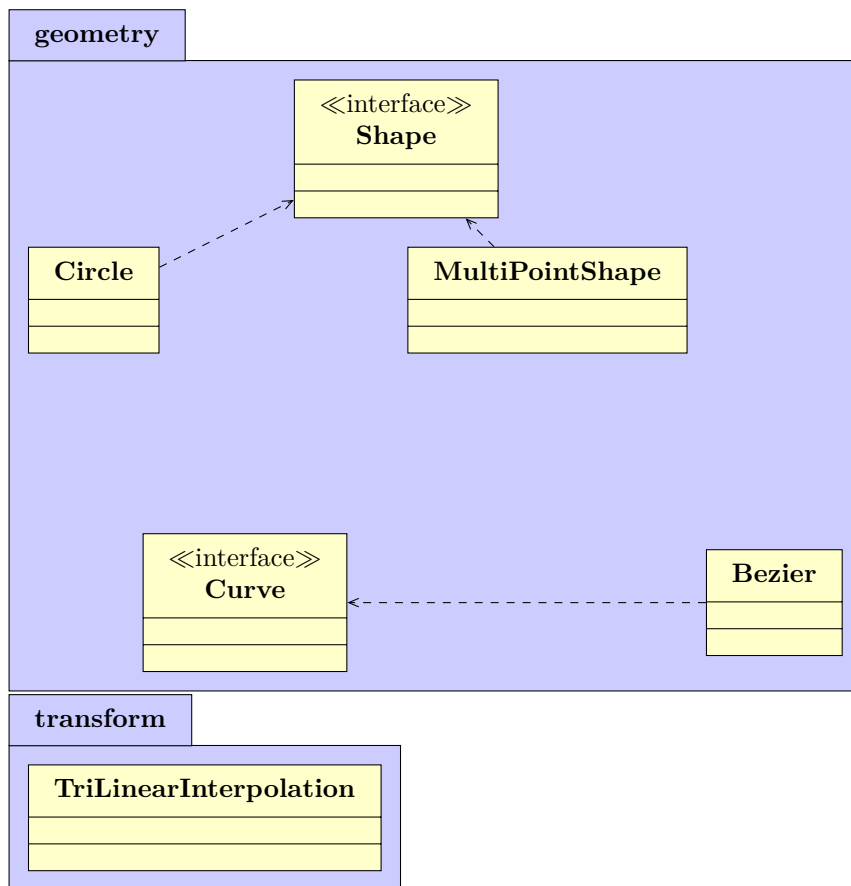 geometry
≪interface≫
Shape
Circle
MultiPointShape
≪interface≫
Curve
Bezier
transform
TriLinearInterpolation